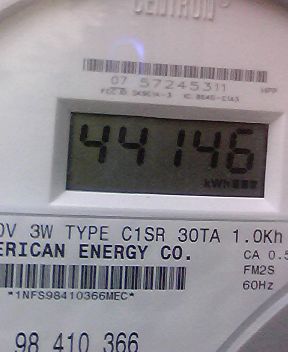 CENTRON
07 57245311
44146
kWh
0V 3W TYPE C1SR 30TA 1.0Kh
ERICAN ENERGY CO.
CA 0.5
FM2S
*1NFS98410366MEC*
60Hz
98 410 366